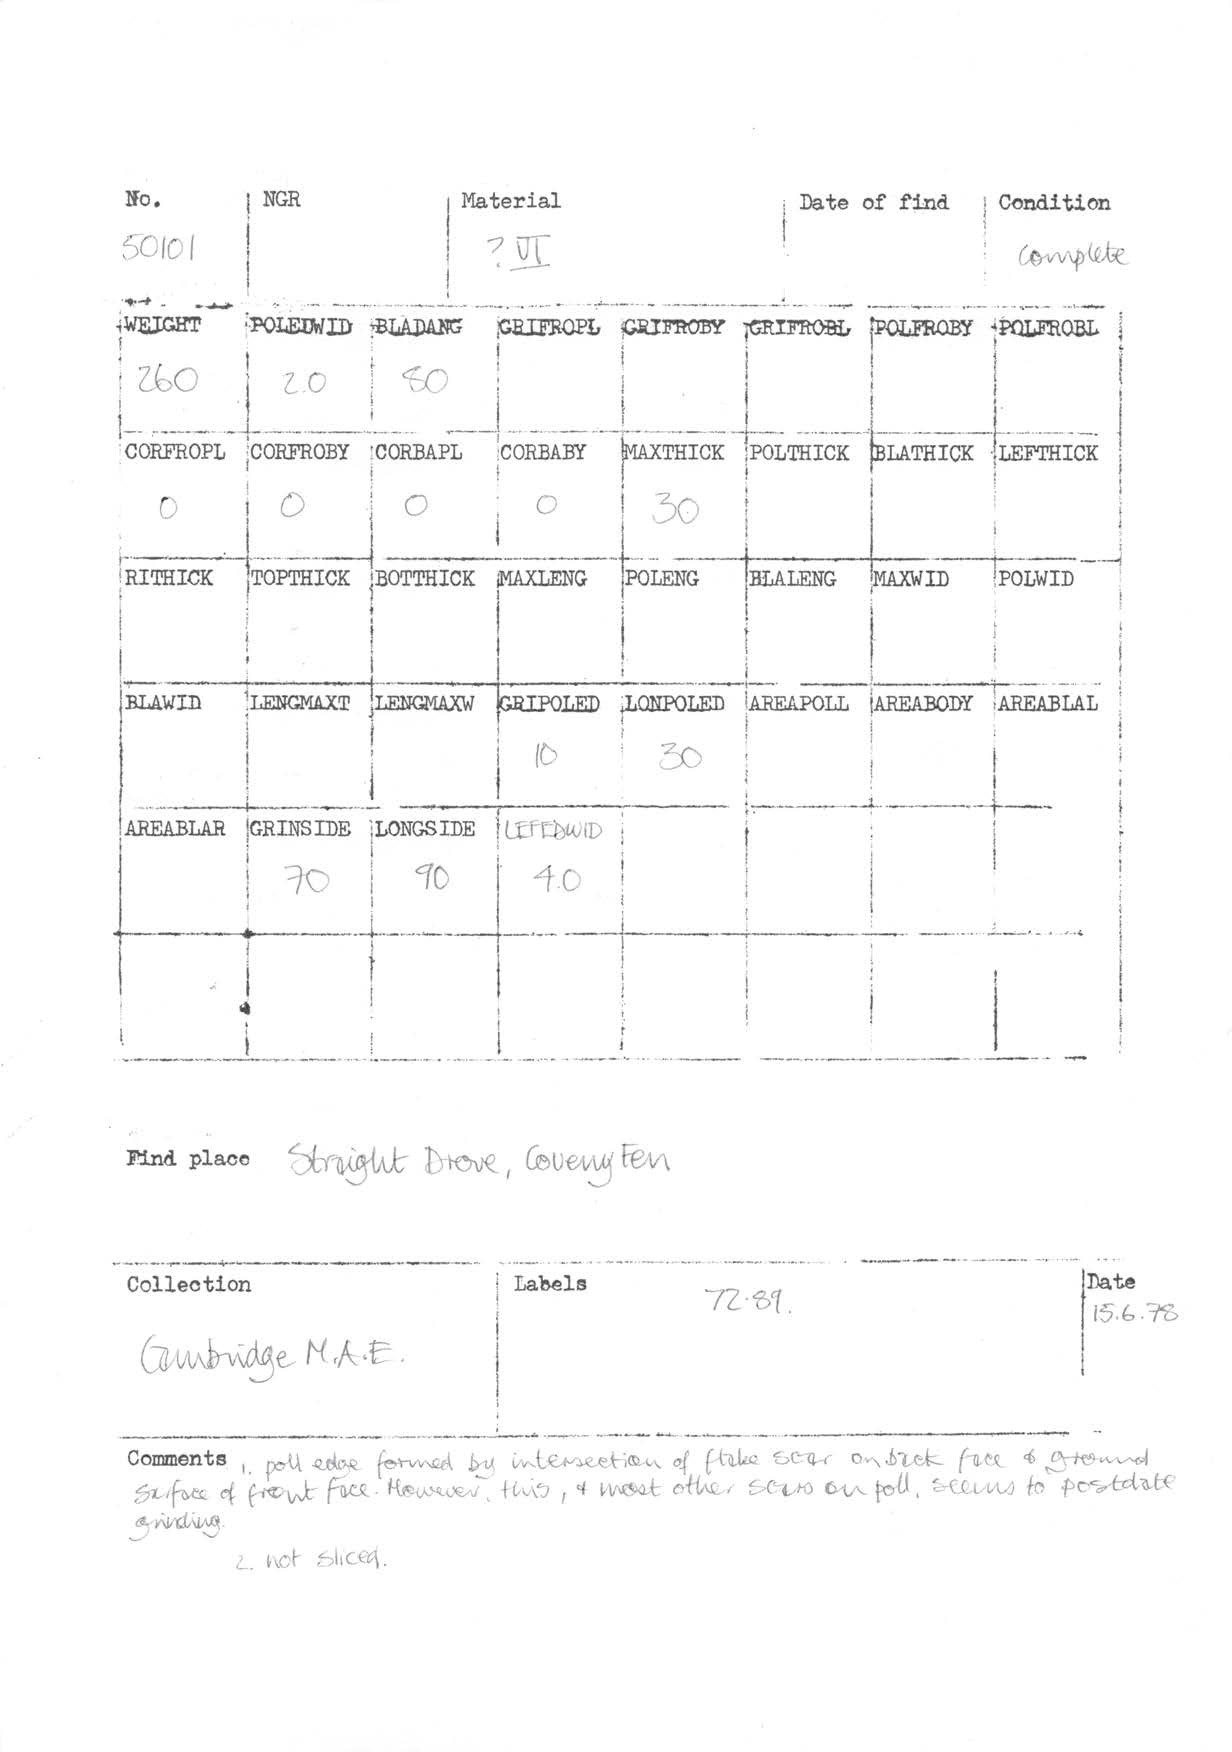 No. NGR Material Date of find Condition
50101 ? VI Complete
WEIGHT POLEDWID BLADANG GRIFROPL GRIFROBY GRIFROBL POLFROBY POLFROBL
260 2.0 80
CORFROPL CORFROBY CORBAPL CORBABY MAXTHICK POLTHICK BLATHICK LEFTHICK
0 0 0 0 30
RITHICK TOPTHICK BOTTHICK MAXLENG POLENG BLALENG MAXWID POLWID
BLAWID LENGMAXT LENGMAXW GRIPOLED LONPOLED AREAPOLL AREABODY AREABLAL
10 30
AREABLAR GRINSIDE LONGSIDE LEFEDWID
70 90 4.0
Find place Straight Drove, Coveny Fen
Collection Labels 72.89. Date
15.6.78
Cambridge M.A.E.
Comments 1. poll edge formed by intersection of flake scar on back face & ground
surface of front face. However, this, & most other scars on poll, seems to postdate
grinding.
2. not sliced.